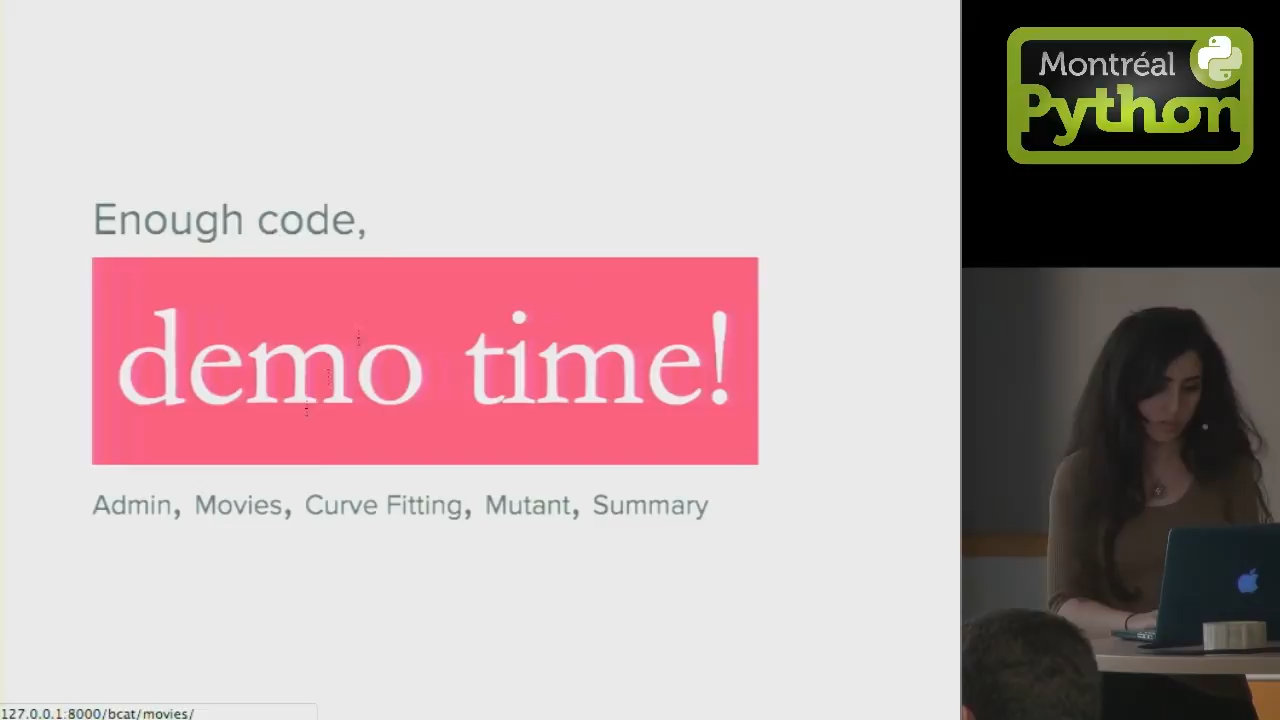 Enough code,
demo time!
Admin, Movies, Curve Fitting, Mutant, Summary
127.0.0.1:8000/bcat/movies/
Montréal
Python